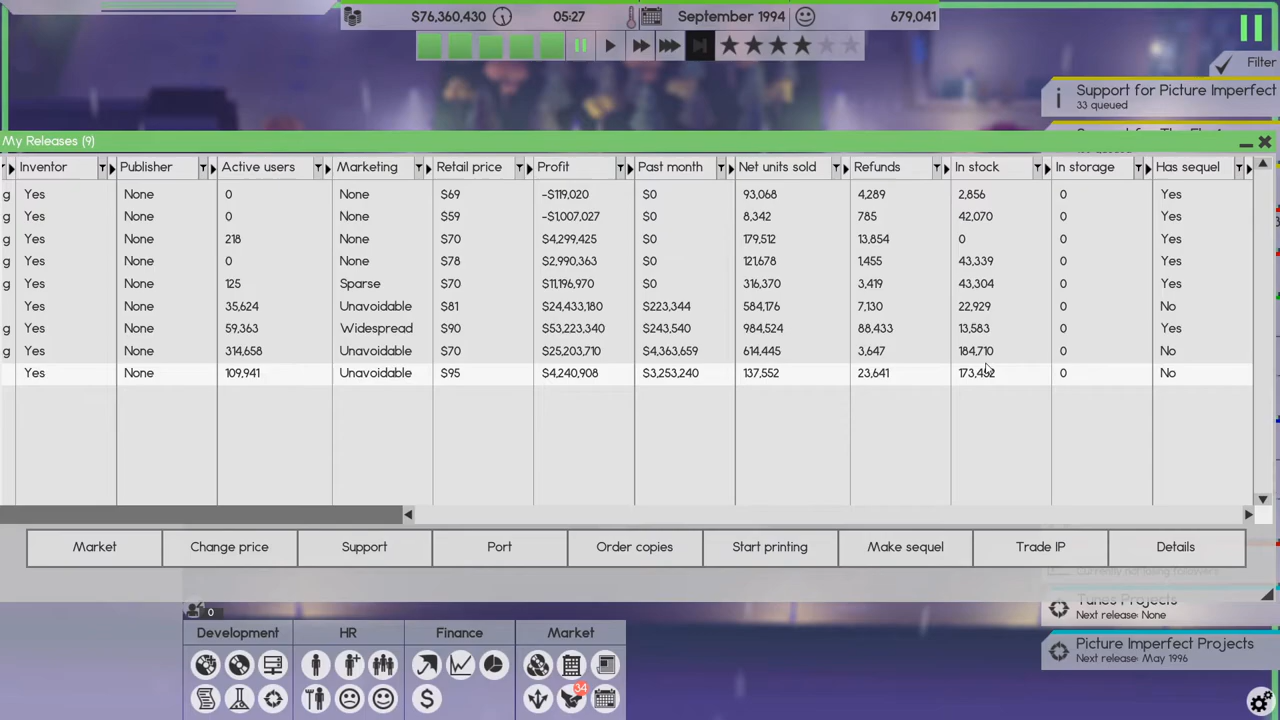 $76,360,430 05:27 September 1994 679,041
Filter
Support for Picture Imperfect
33 queued
My Releases (9)
Inventor Publisher Active users Marketing Retail price Profit Past month Net units sold Refunds In stock In storage Has sequel
g Yes None 0 None $69 -$119,020 $0 93,068 4,289 2,856 0 Yes
Yes None 0 None $59 -$1,007,027 $0 8,342 785 42,070 0 Yes
g Yes None 218 None $70 $4,299,425 $0 179,512 13,854 0 0 Yes
g Yes None 0 None $78 $2,990,363 $0 121,678 1,455 43,339 0 Yes
g Yes None 125 Sparse $70 $11,196,970 $0 316,370 3,419 43,304 0 Yes
Yes None 35,624 Unavoidable $81 $24,433,180 $223,344 584,176 7,130 22,929 0 No
g Yes None 59,363 Widespread $90 $53,223,340 $243,540 984,524 88,433 13,583 0 Yes
g Yes None 314,658 Unavoidable $70 $25,203,710 $4,363,659 614,445 3,647 184,710 0 No
Yes None 109,941 Unavoidable $95 $4,240,908 $3,253,240 137,552 23,641 0 No
Market Change price Support Port Order copies Start printing Make sequel Trade IP Details
Currently not losing followers
Tunes Projects
Next release: None
Picture Imperfect Projects
Next release: May 1996
0
Development HR Finance Market
34